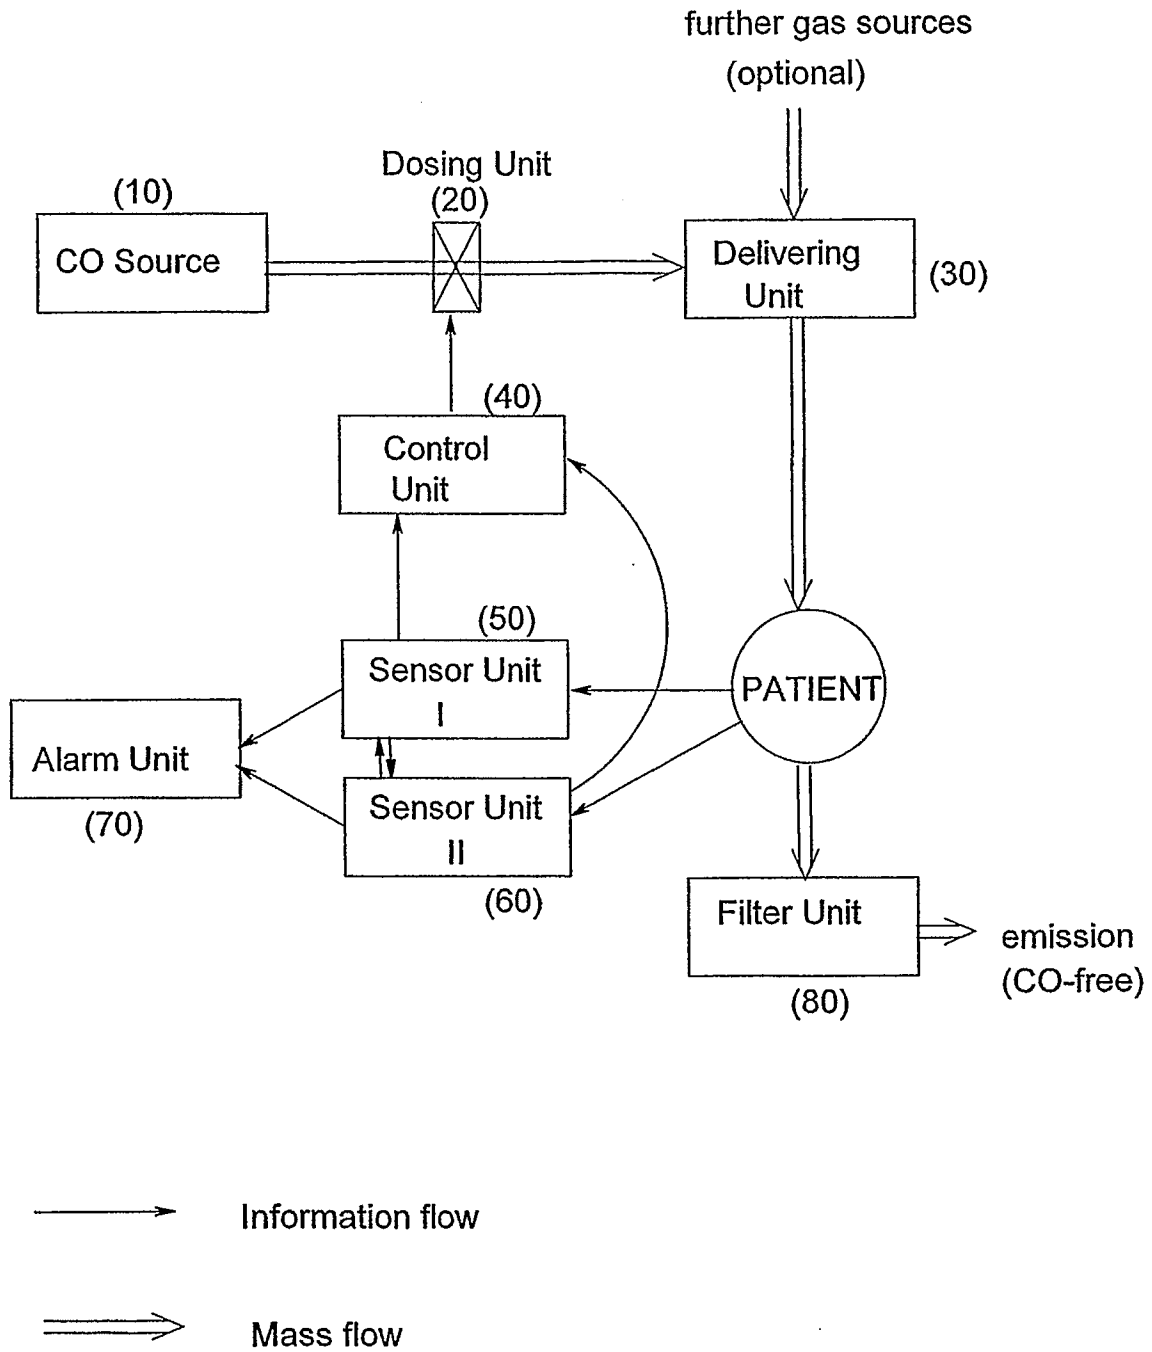 further gas sources
(optional)
Dosing Unit
(20)
(10)
CO Source
Delivering
Unit
(30)
(40)
Control
Unit
(50)
Sensor Unit
I
PATIENT
Alarm Unit
(70)
Sensor Unit
II
(60)
Filter Unit
(80)
emission
(CO-free)
Information flow
Mass flow